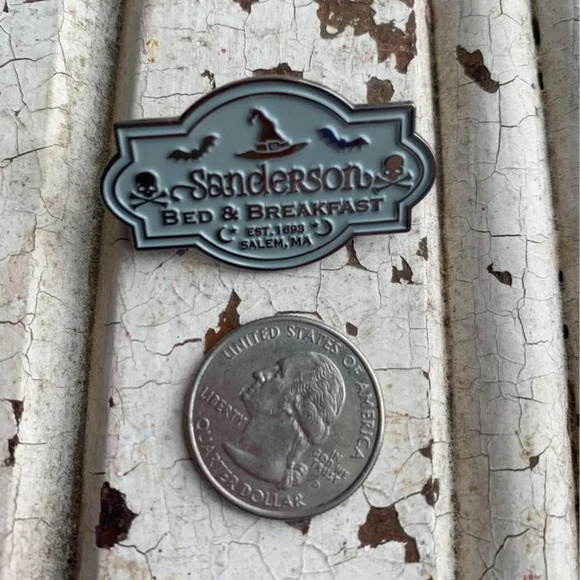 Sanderson
BED & BREAKFAST
EST. 1693
SALEM, MA
UNITED STATES OF AMERICA
LIBERTY
IN
GOD WE
TRUST
QUARTER DOLLAR